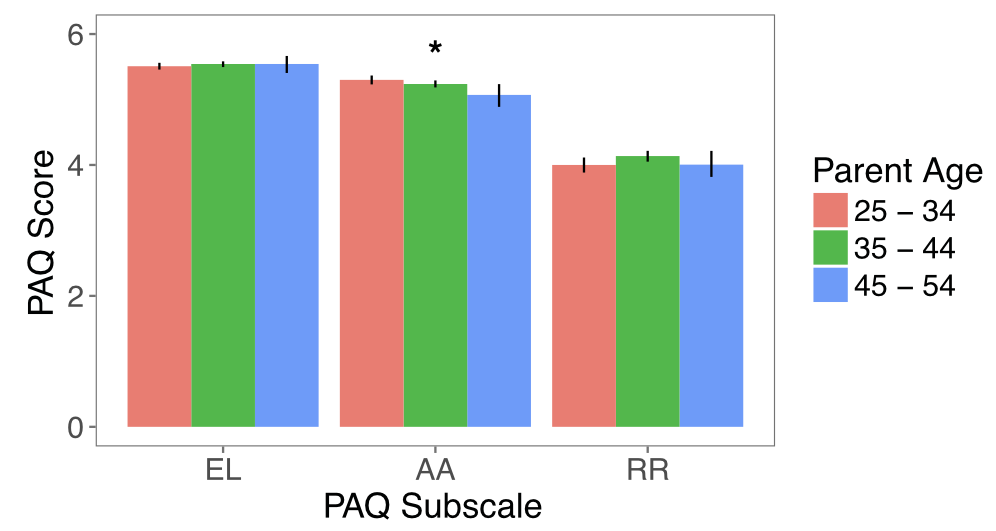 PAQ Score
6
4
2
0
*
EL
AA
RR
PAQ Subscale
Parent Age
25 – 34
35 – 44
45 – 54